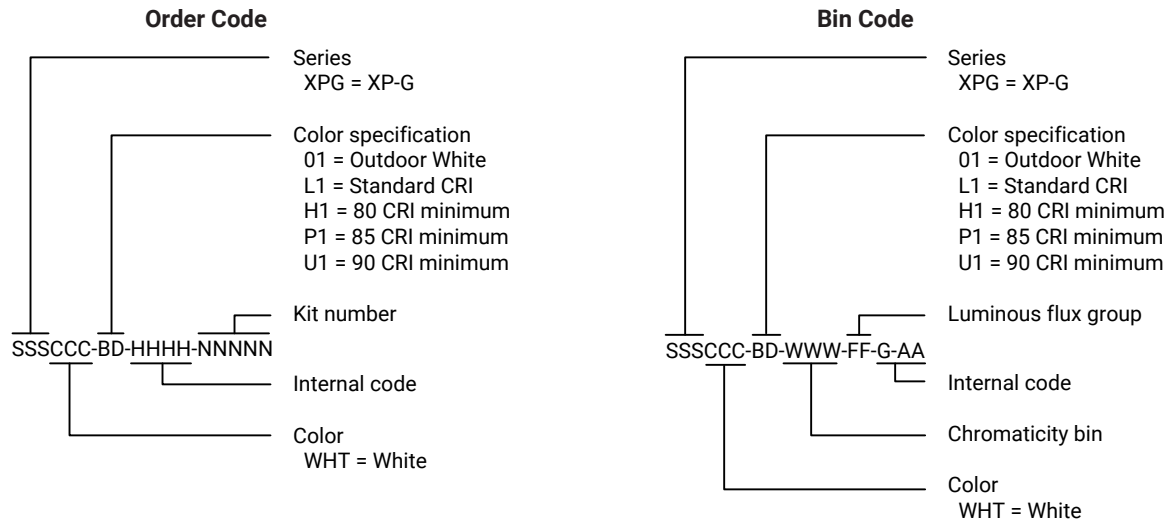 Order Code
Series
XPG = XP-G
Color specification
01 = Outdoor White
L1 = Standard CRI
H1 = 80 CRI minimum
P1 = 85 CRI minimum
U1 = 90 CRI minimum
Kit number
SSSCCC-BD-HHHH-NNNNN
Internal code
Color
WHT = White
Bin Code
Series
XPG = XP-G
Color specification
01 = Outdoor White
L1 = Standard CRI
H1 = 80 CRI minimum
P1 = 85 CRI minimum
U1 = 90 CRI minimum
Luminous flux group
SSSCCC-BD-WWW-FF-G-AA
Internal code
Chromaticity bin
Color
WHT = White